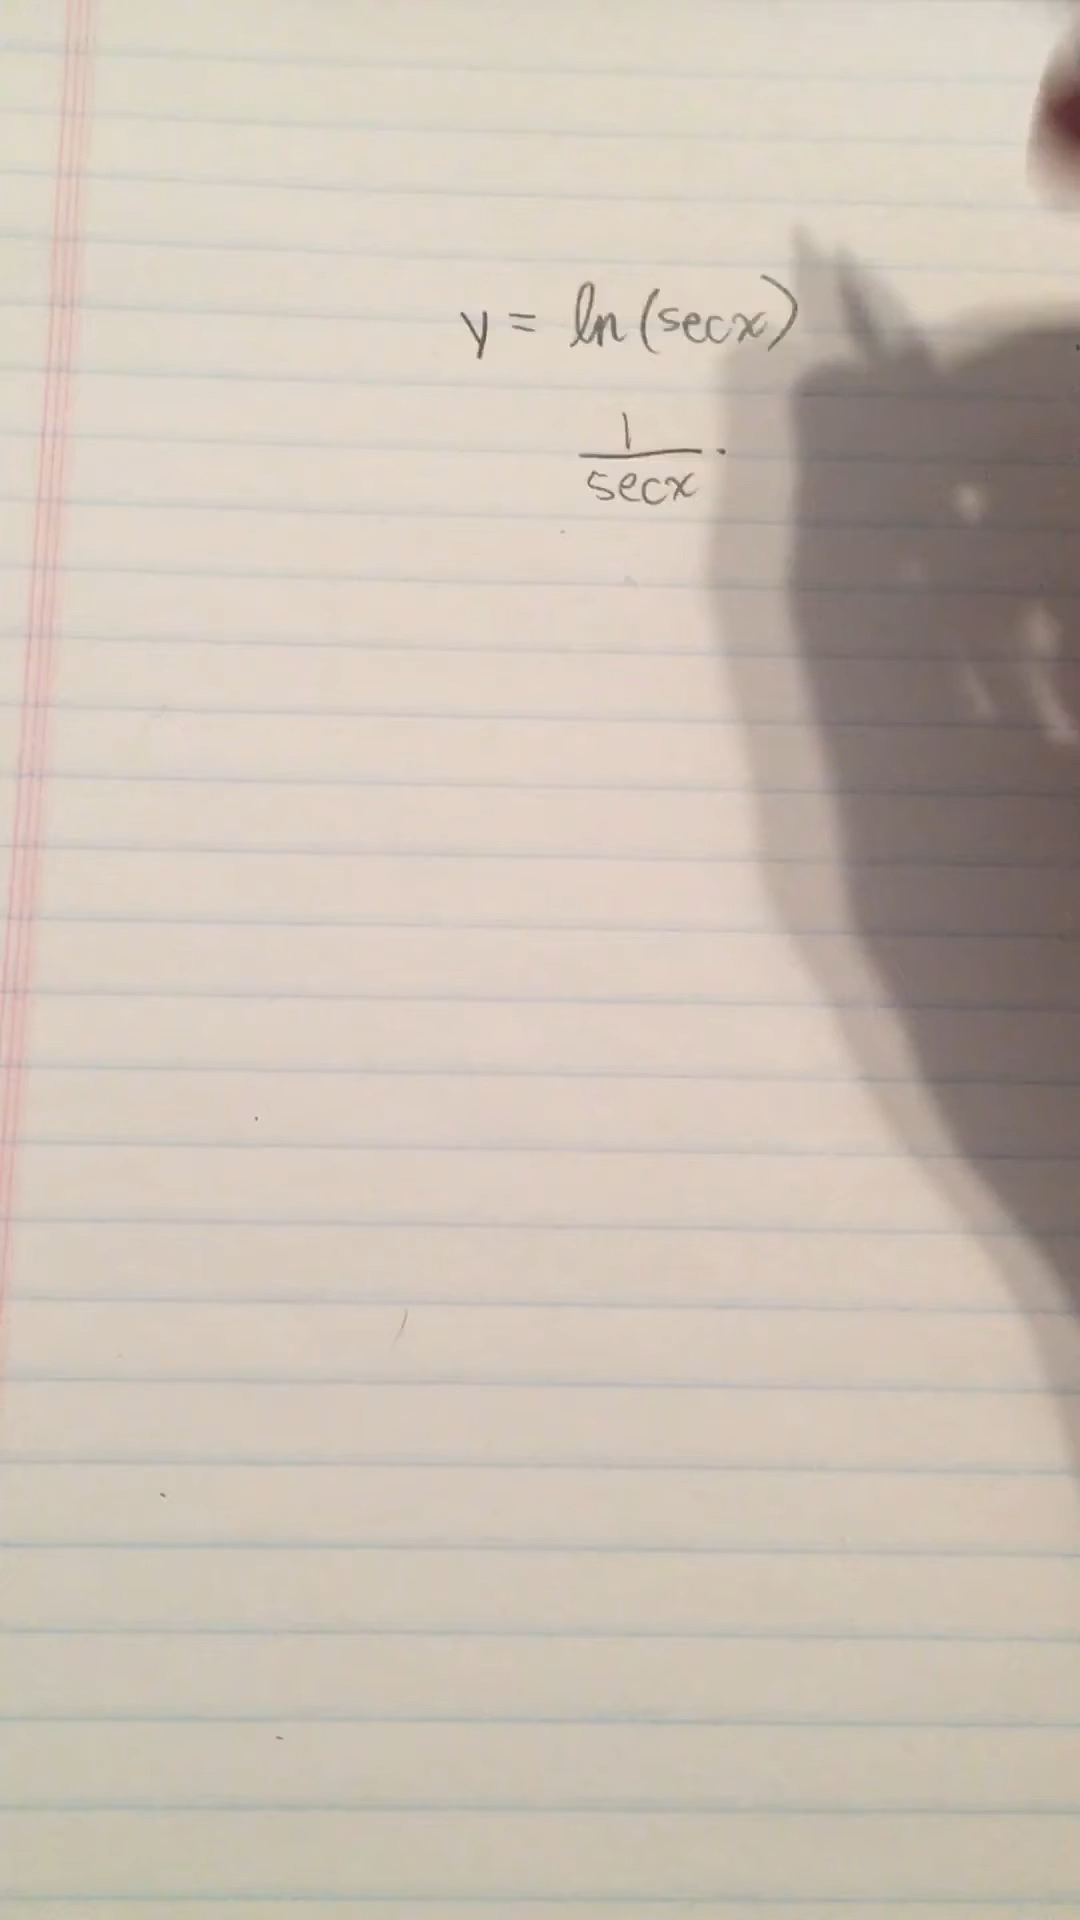 y = ln (secx)
1/secx ·